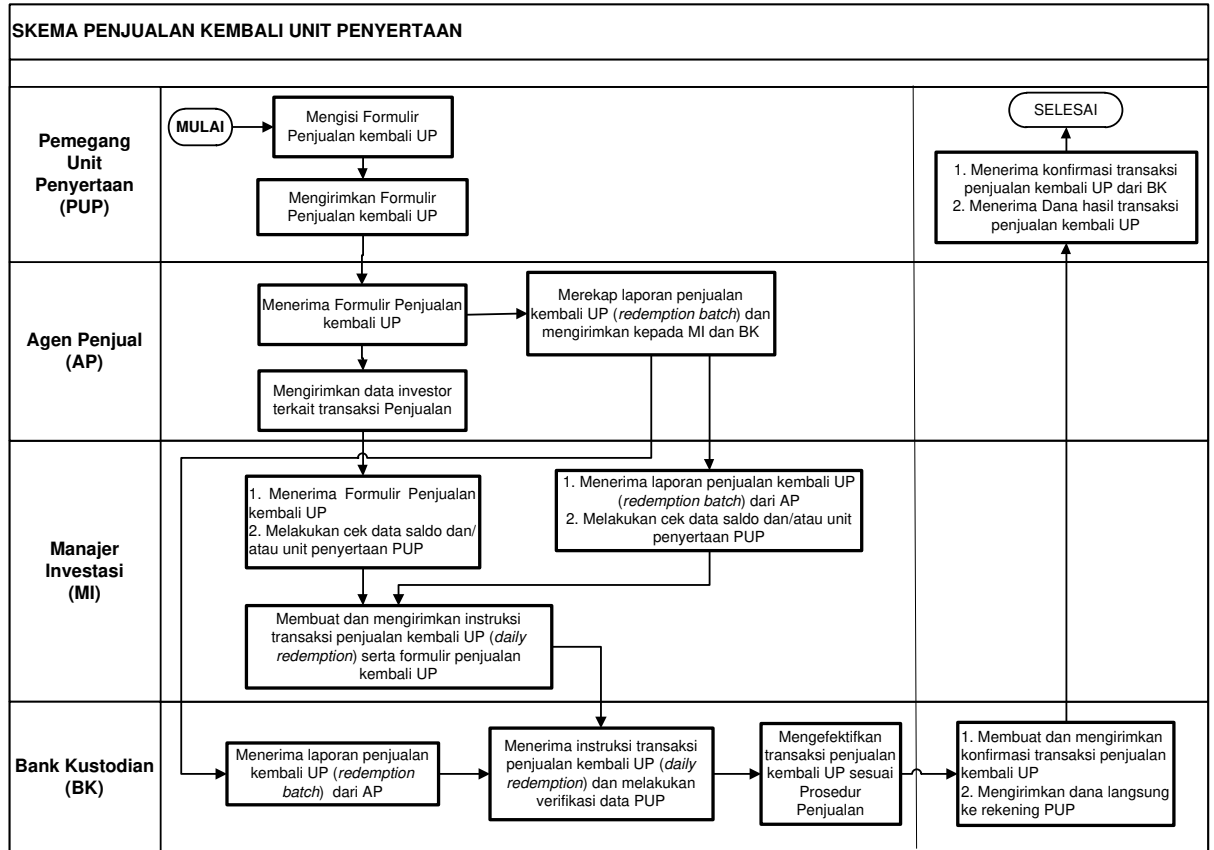 SKEMA PENJUALAN KEMBALI UNIT PENYERTAAN
Pemegang
Unit
Penyertaan
(PUP)
MULAI
Mengisi Formulir
Penjualan kembali UP
Mengirimkan Formulir
Penjualan kembali UP
SELESAI
1. Menerima konfirmasi transaksi
penjualan kembali UP dari BK
2. Menerima Dana hasil transaksi
penjualan kembali UP
Agen Penjual
(AP)
Menerima Formulir Penjualan
kembali UP
Merekap laporan penjualan
kembali UP (redemption batch) dan
mengirimkan kepada MI dan BK
Mengirimkan data investor
terkait transaksi Penjualan
Manajer
Investasi
(MI)
1. Menerima Formulir Penjualan
kembali UP
2. Melakukan cek data saldo dan/
atau unit penyertaan PUP
1. Menerima laporan penjualan kembali UP
(redemption batch) dari AP
2. Melakukan cek data saldo dan/atau unit
penyertaan PUP
Membuat dan mengirimkan instruksi
transaksi penjualan kembali UP (daily
redemption) serta formulir penjualan
kembali UP
Bank Kustodian
(BK)
Menerima laporan penjualan
kembali UP (redemption
batch) dari AP
Menerima instruksi transaksi
penjualan kembali UP (daily
redemption) dan melakukan
verifikasi data PUP
Mengefektifkan
transaksi penjualan
kembali UP sesuai
Prosedur
Penjualan
1. Membuat dan mengirimkan
konfirmasi transaksi penjualan
kembali UP
2. Mengirimkan dana langsung
ke rekening PUP